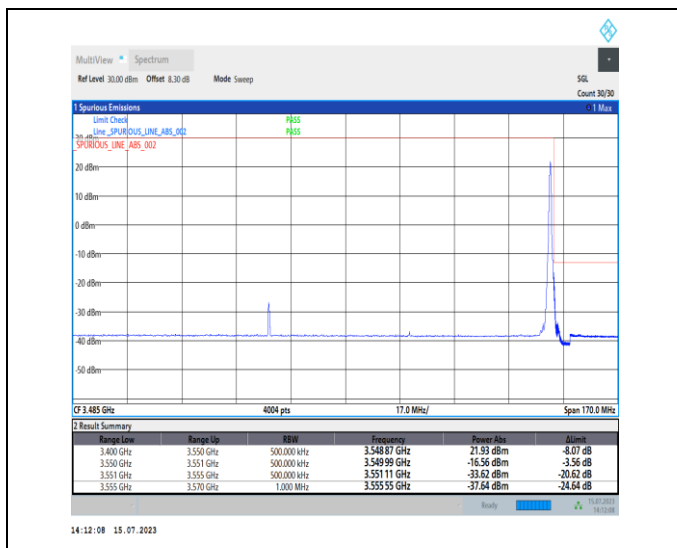 MultiView Spectrum
Ref Level 30.00 dBm Offset 8.30 dB Mode Sweep SGL
Count 30/30
1 Spurious Emissions 1 Max
Limit Check PASS
Line _SPURIOUS_LINE_ABS_002 PASS
30 dBm
_SPURIOUS_LINE_ABS_002
20 dBm
10 dBm
0 dBm
-10 dBm
-20 dBm
-30 dBm
-40 dBm
-50 dBm
CF 3.485 GHz 4004 pts 17.0 MHz/ Span 170.0 MHz
2 Result Summary
Range Low Range Up RBW Frequency Power Abs ΔLimit
3.400 GHz 3.550 GHz 500.000 kHz 3.548 87 GHz 21.93 dBm -8.07 dB
3.550 GHz 3.551 GHz 500.000 kHz 3.549 99 GHz -16.56 dBm -3.56 dB
3.551 GHz 3.555 GHz 500.000 kHz 3.551 11 GHz -33.62 dBm -20.62 dB
3.555 GHz 3.570 GHz 1.000 MHz 3.555 55 GHz -37.64 dBm -24.64 dB
Ready 15.07.2023
14:12:08
14:12:08 15.07.2023